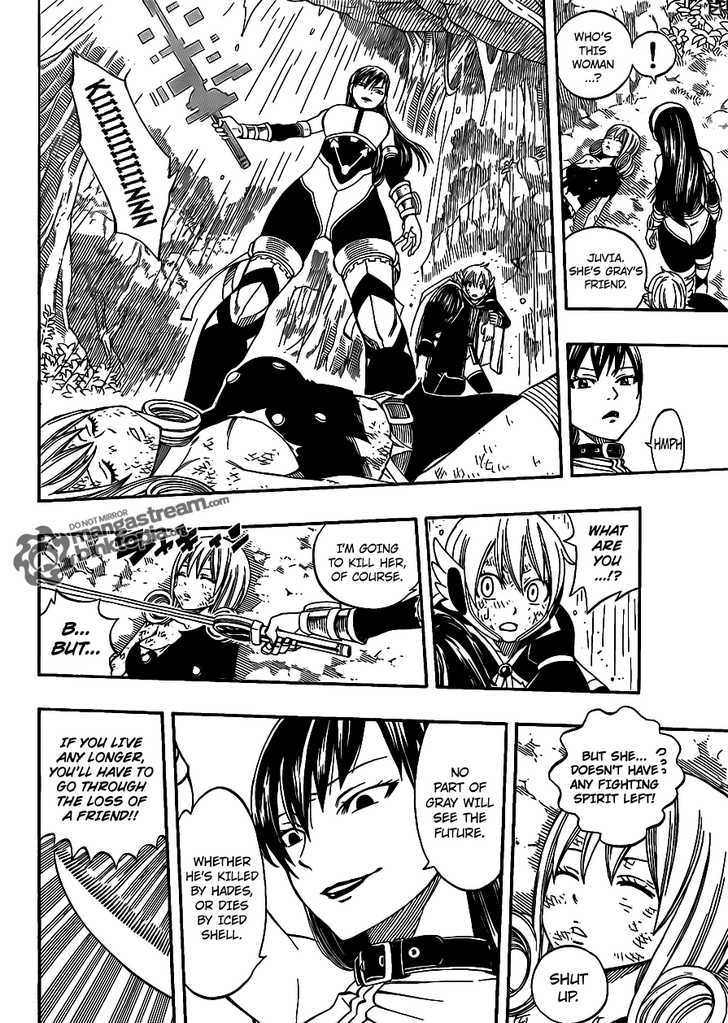 !
WHO'S
THIS
WOMAN
...?
JUVIA.
SHE'S GRAY'S
FRIEND.
KIIIIIIIIIIIIINNN
HMPH
WHAT
ARE
YOU
...!?
I'M GOING
TO KILL HER,
OF COURSE.
B...
BUT...
DO NOT MIRROR
mangastream.com
binktopia
BUT SHE...
DOESN'T HAVE
ANY FIGHTING
SPIRIT LEFT!
SHUT
UP.
NO
PART OF
GRAY WILL
SEE THE
FUTURE.
WHETHER
HE'S KILLED
BY HADES,
OR DIES
BY ICED
SHELL.
IF YOU LIVE
ANY LONGER,
YOU'LL HAVE TO
GO THROUGH
THE LOSS OF
A FRIEND!!